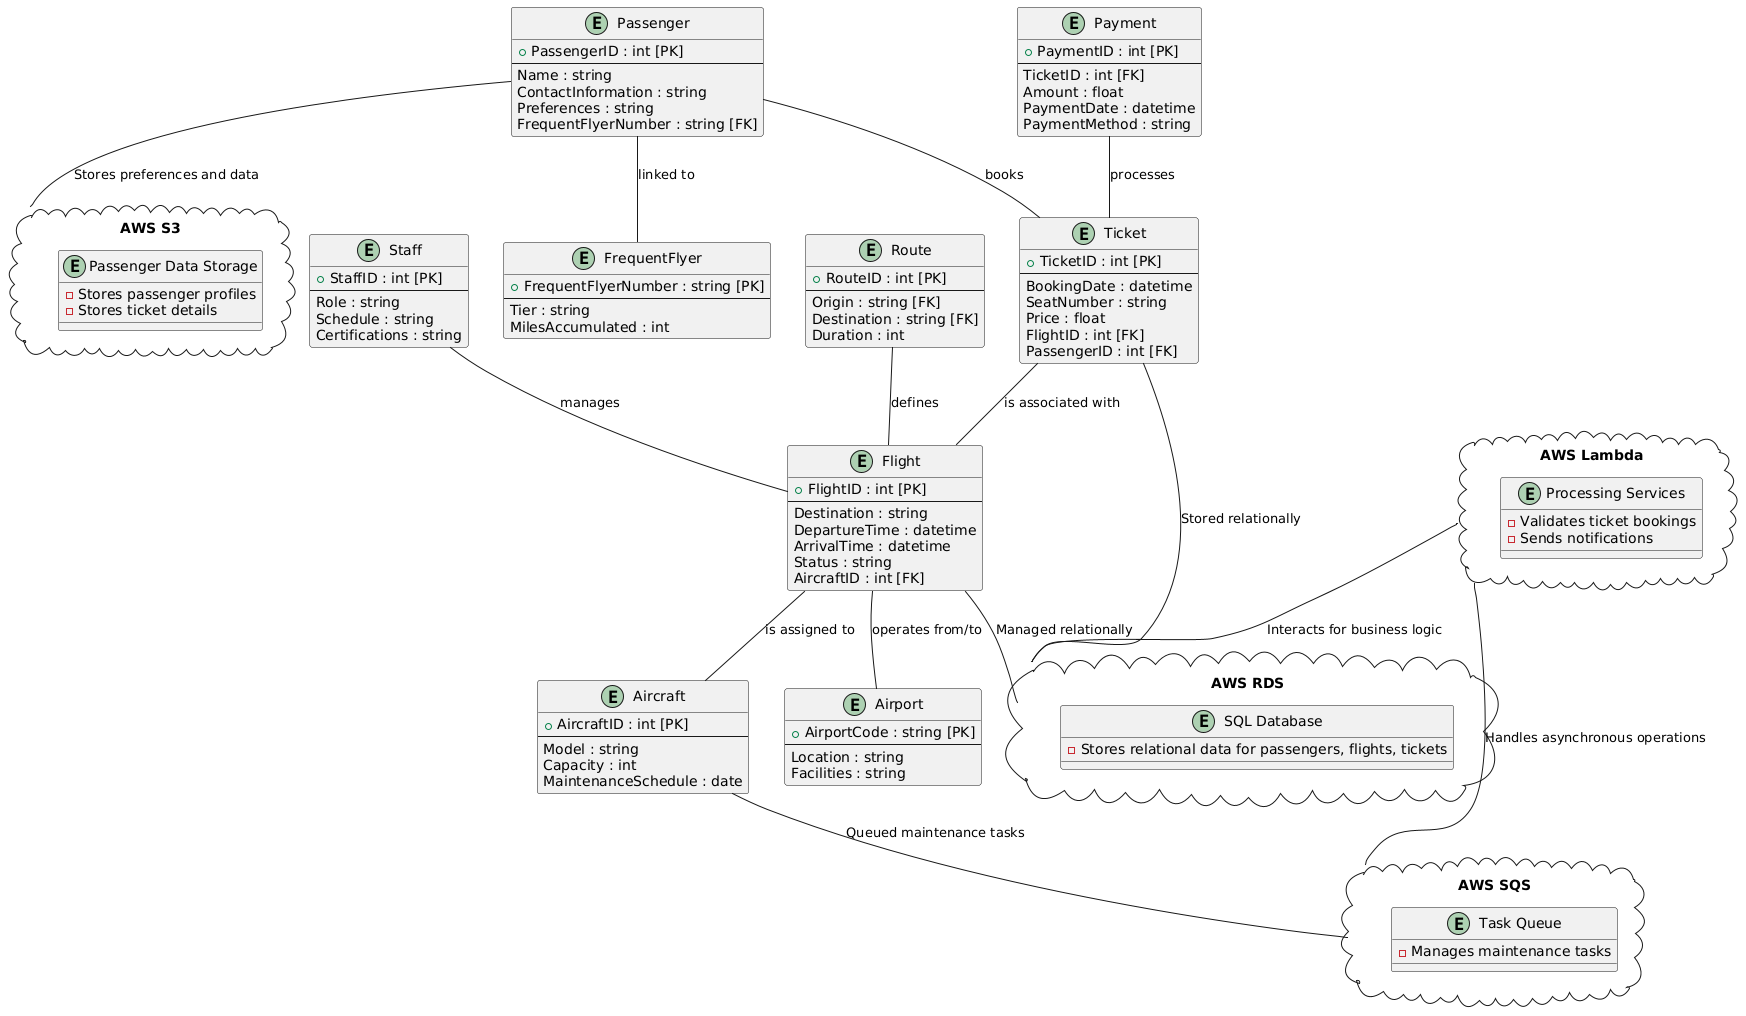 E Passenger
PassengerID : int [PK]
Name : string
ContactInformation : string
Preferences : string
FrequentFlyerNumber : string [FK]
E Payment
PaymentID : int [PK]
TicketID : int [FK]
Amount : float
PaymentDate : datetime
PaymentMethod : string
Stores preferences and data
linked to
books
processes
AWS S3
E Passenger Data Storage
Stores passenger profiles
Stores ticket details
E Staff
StaffID : int [PK]
Role : string
Schedule : string
Certifications : string
E FrequentFlyer
FrequentFlyerNumber : string [PK]
Tier : string
MilesAccumulated : int
E Route
RouteID : int [PK]
Origin : string [FK]
Destination : string [FK]
Duration : int
E Ticket
TicketID : int [PK]
BookingDate : datetime
SeatNumber : string
Price : float
FlightID : int [FK]
PassengerID : int [FK]
manages
defines
is associated with
E Flight
FlightID : int [PK]
Destination : string
DepartureTime : datetime
ArrivalTime : datetime
Status : string
AircraftID : int [FK]
Stored relationally
AWS Lambda
E Processing Services
Validates ticket bookings
Sends notifications
is assigned to
operates from/to
Managed relationally
Interacts for business logic
E Aircraft
AircraftID : int [PK]
Model : string
Capacity : int
MaintenanceSchedule : date
E Airport
AirportCode : string [PK]
Location : string
Facilities : string
AWS RDS
E SQL Database
Stores relational data for passengers, flights, tickets
Handles asynchronous operations
Queued maintenance tasks
AWS SQS
E Task Queue
Manages maintenance tasks